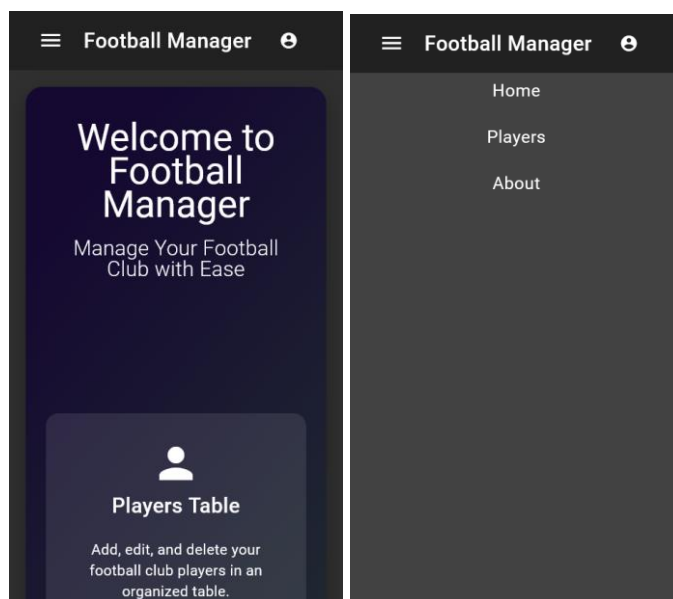 Football Manager
Welcome to
Football
Manager
Manage Your Football
Club with Ease
Players Table
Add, edit, and delete your
football club players in an
organized table.
Football Manager
Home
Players
About